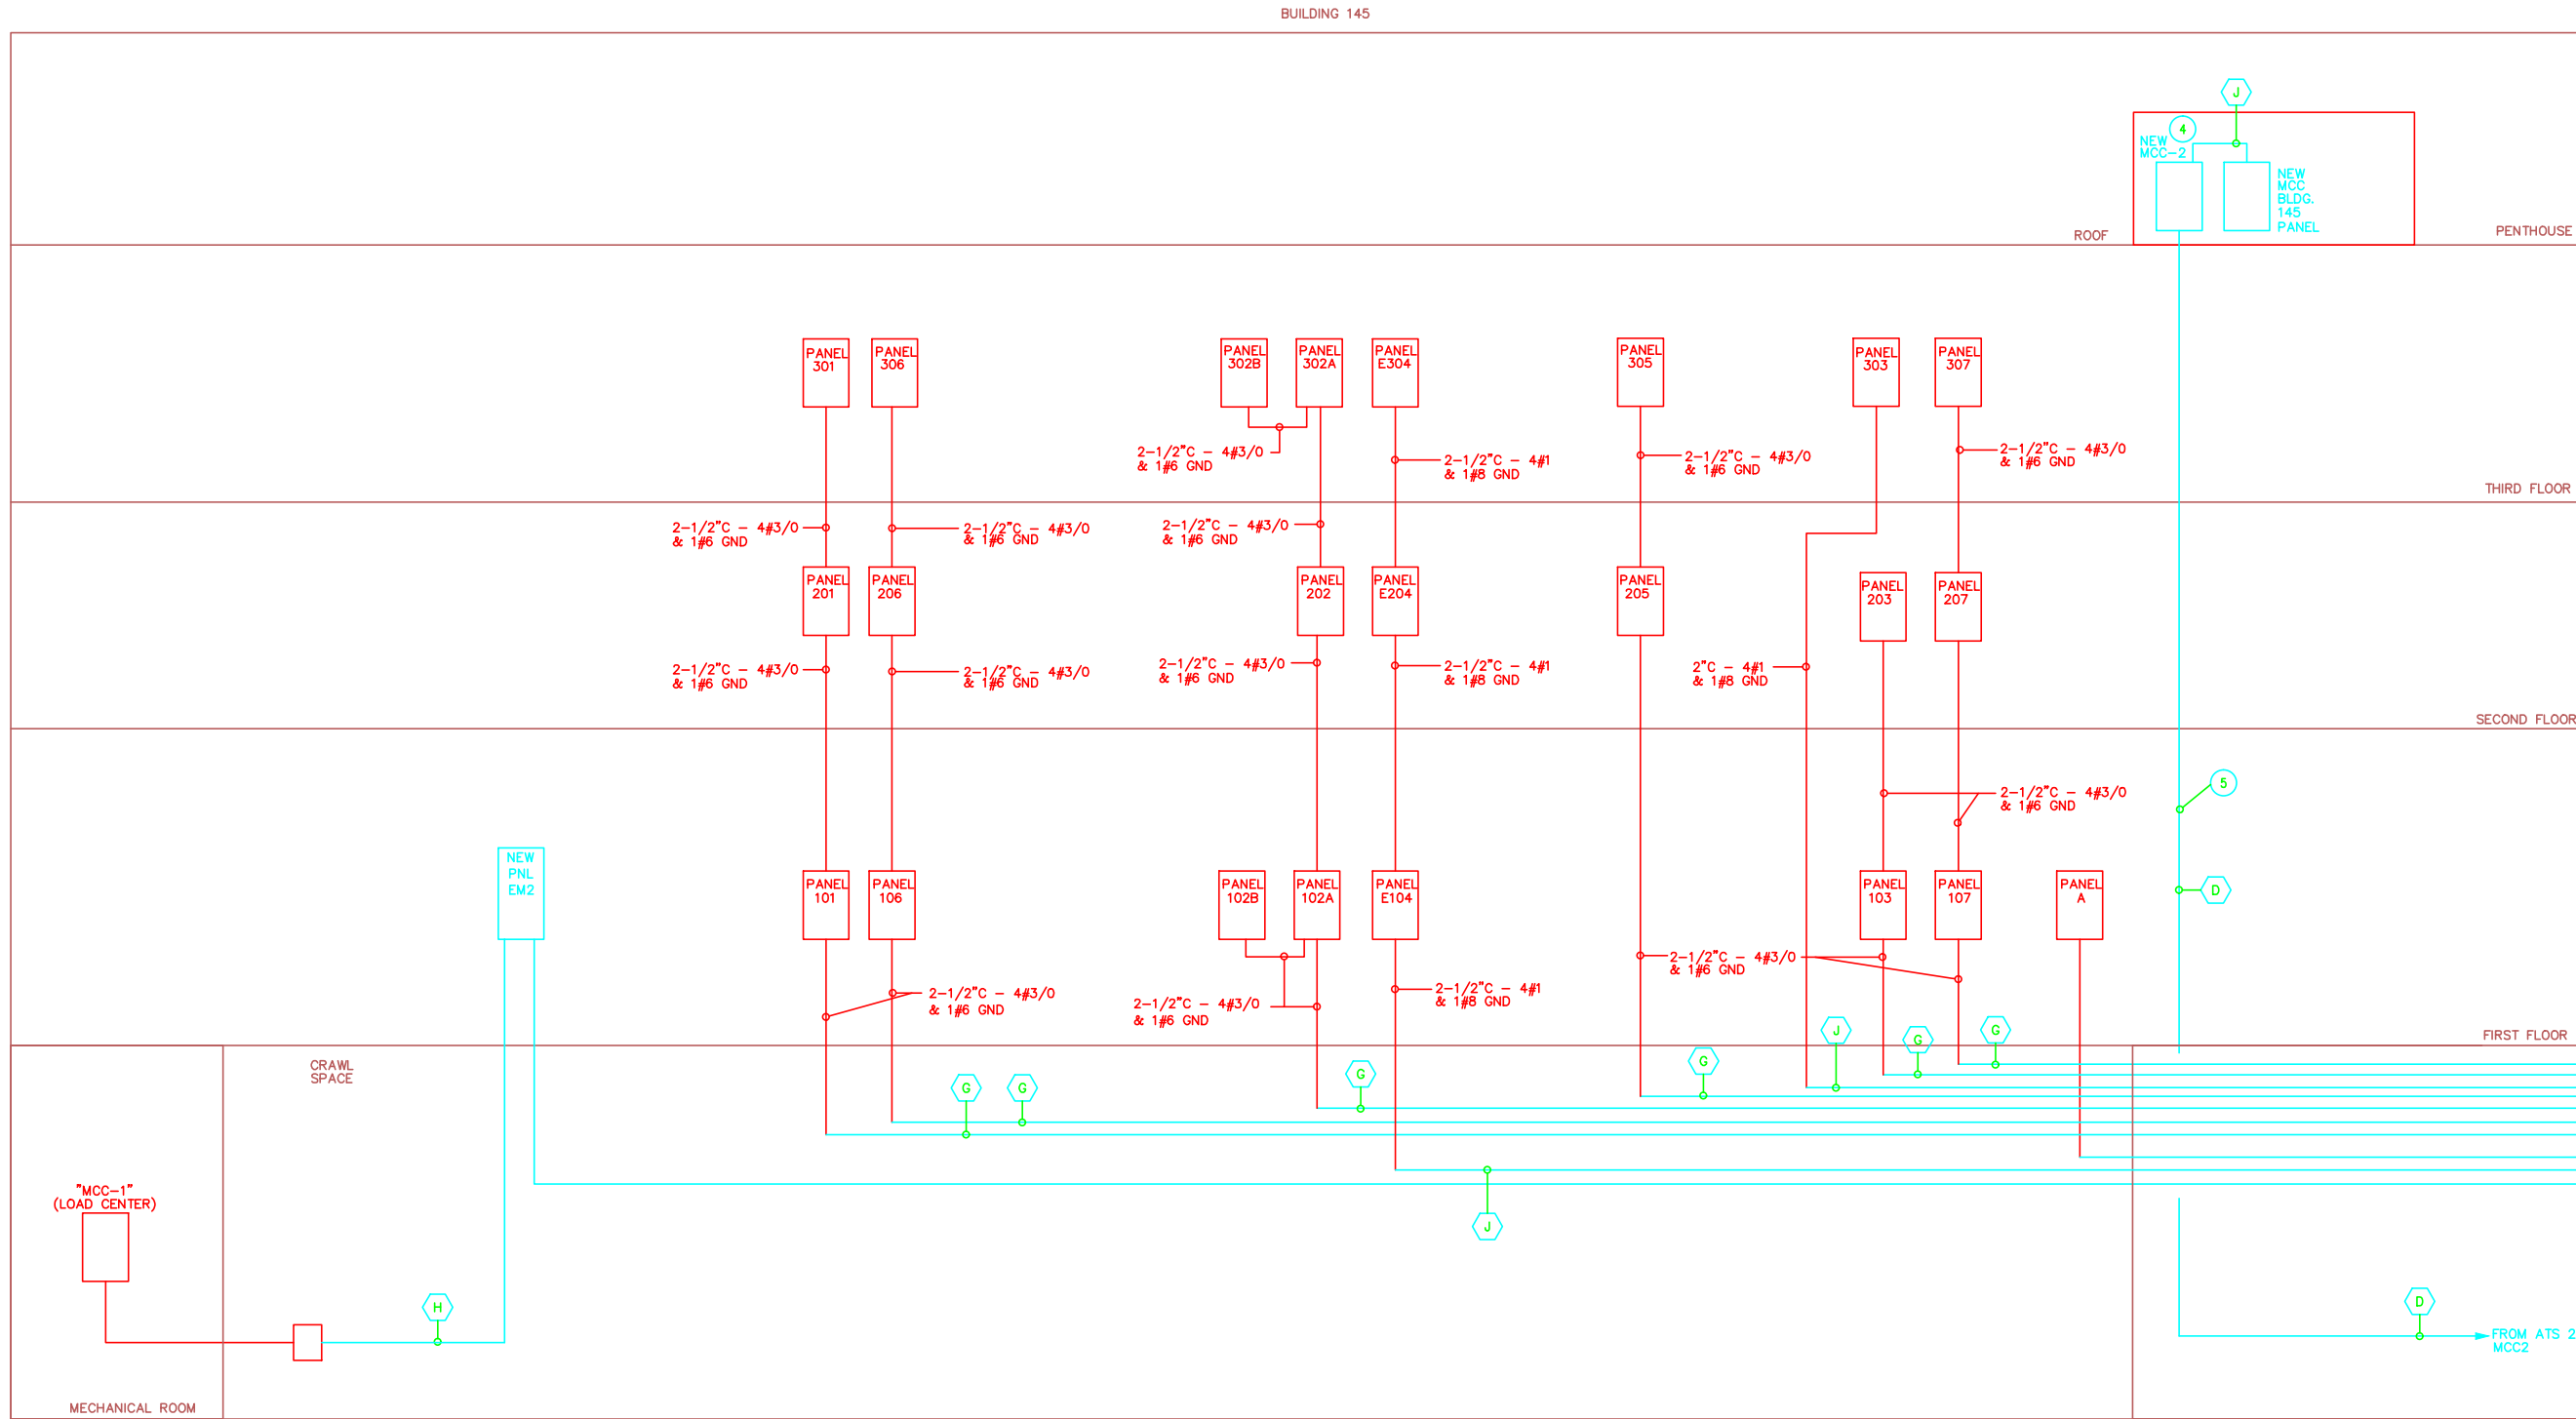 BUILDING 145
J
4
NEW
MCC-2
NEW
MCC
BLDG.
145
PANEL
ROOF
PENTHOUSE
PANEL
301
PANEL
306
PANEL
302B
PANEL
302A
PANEL
E304
PANEL
305
PANEL
303
PANEL
307
2-1/2"C - 4#3/0
& 1#6 GND
2-1/2"C - 4#1
& 1#8 GND
2-1/2"C - 4#3/0
& 1#6 GND
2-1/2"C - 4#3/0
& 1#6 GND
THIRD FLOOR
2-1/2"C - 4#3/0
& 1#6 GND
2-1/2"C - 4#3/0
& 1#6 GND
2-1/2"C - 4#3/0
& 1#6 GND
PANEL
201
PANEL
206
PANEL
202
PANEL
E204
PANEL
205
PANEL
203
PANEL
207
2-1/2"C - 4#3/0
& 1#6 GND
2-1/2"C - 4#3/0
& 1#6 GND
2-1/2"C - 4#3/0
& 1#6 GND
2-1/2"C - 4#1
& 1#8 GND
2"C - 4#1
& 1#8 GND
SECOND FLOOR
5
2-1/2"C - 4#3/0
& 1#6 GND
NEW
PNL
EM2
PANEL
101
PANEL
106
PANEL
102B
PANEL
102A
PANEL
E104
PANEL
103
PANEL
107
PANEL
A
D
2-1/2"C - 4#3/0
& 1#6 GND
2-1/2"C - 4#3/0
& 1#6 GND
2-1/2"C - 4#1
& 1#8 GND
2-1/2"C - 4#3/0
& 1#6 GND
FIRST FLOOR
CRAWL
SPACE
G
G
G
G
J
G
G
J
"MCC-1"
(LOAD CENTER)
H
D
FROM ATS 2
MCC2
MECHANICAL ROOM